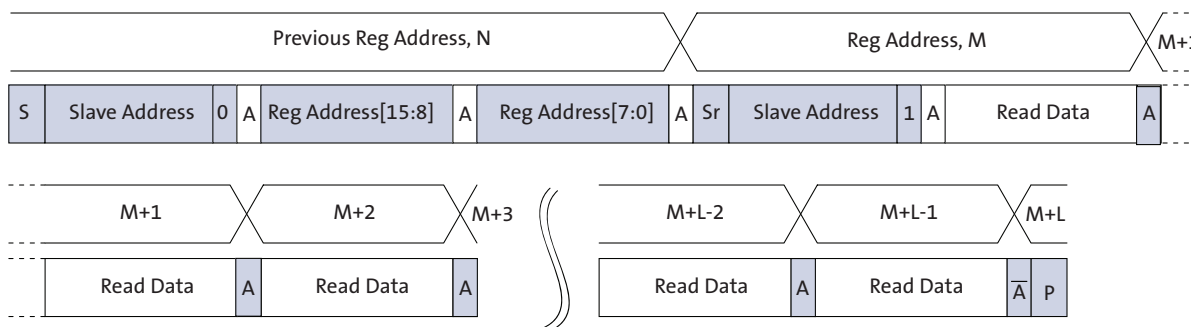 Previous Reg Address, N Reg Address, M M+1
S Slave Address 0 A Reg Address[15:8] A Reg Address[7:0] A Sr Slave Address 1 A Read Data A
M+1 M+2 M+3 M+L-2 M+L-1 M+L
Read Data A Read Data A Read Data A Read Data A̅ P